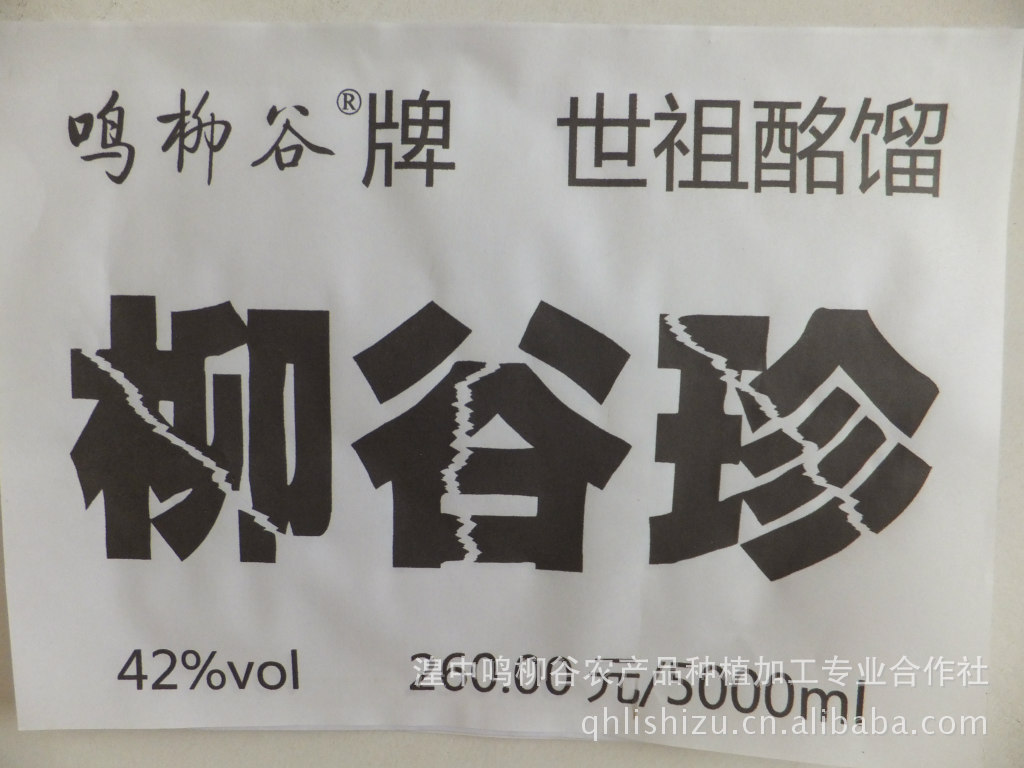 鸣柳谷®牌 世祖酩馏
柳谷珍
42%vol 260.00元/5000ml
湟中鸣柳谷农产品种植加工专业合作社
qhlishizu.cn.alibaba.com